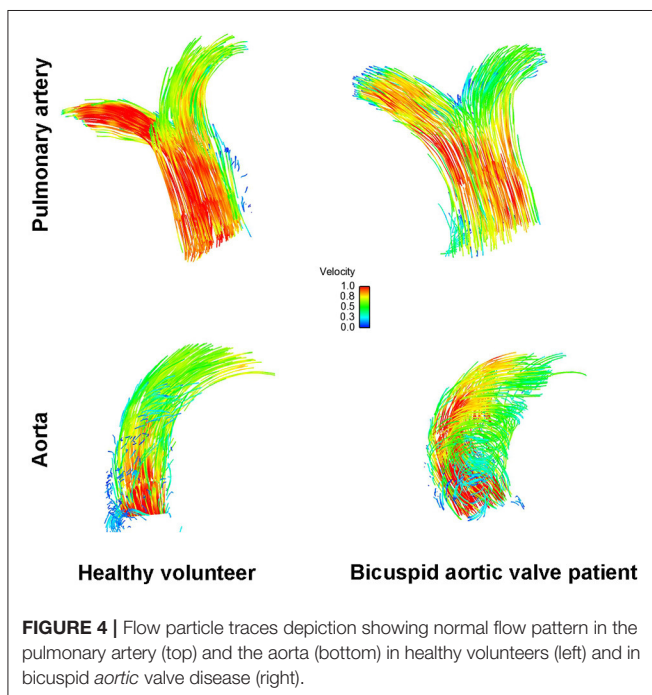 Pulmonary artery
Velocity
1.0
0.8
0.5
0.3
0.0
Aorta
Healthy volunteer
Bicuspid aortic valve patient
FIGURE 4 | Flow particle traces depiction showing normal flow pattern in the
pulmonary artery (top) and the aorta (bottom) in healthy volunteers (left) and in
bicuspid aortic valve disease (right).